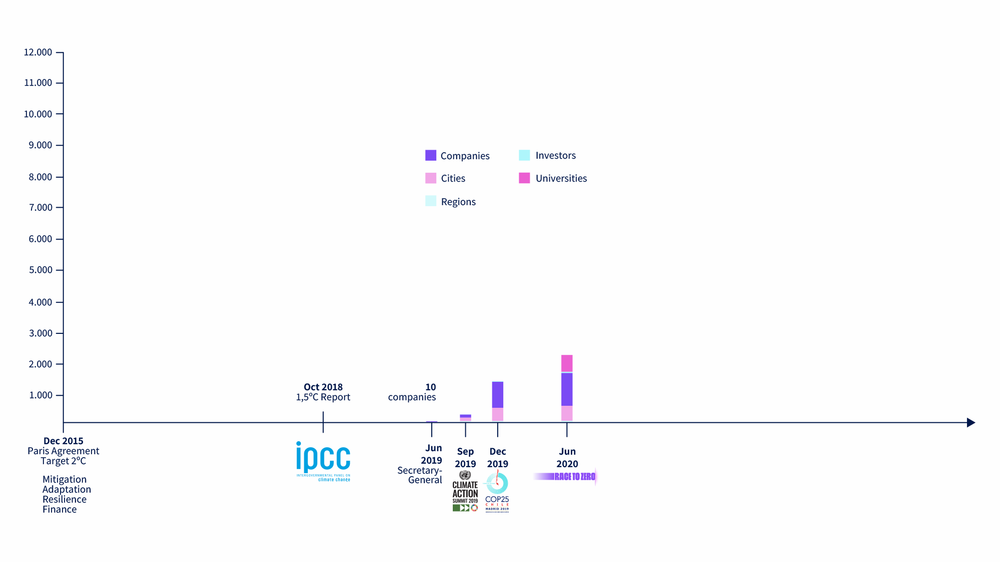 12.000
11.000
10.000
9.000
8.000
7.000
6.000
5.000
4.000
3.000
2.000
1.000
Companies
Cities
Regions
Investors
Universities
Oct 2018
1,5ºC Report
10
companies
Dec 2015
Paris Agreement
Target 2ºC
Mitigation
Adaptation
Resilience
Finance
ipcc
INTERGOVERNMENTAL PANEL ON
climate change
Jun
2019
Secretary-
General
Sep
2019
CLIMATE
ACTION
SUMMIT 2019
Dec
2019
COP25
CHILE
MADRID 2019
Jun
2020
RACE TO ZERO